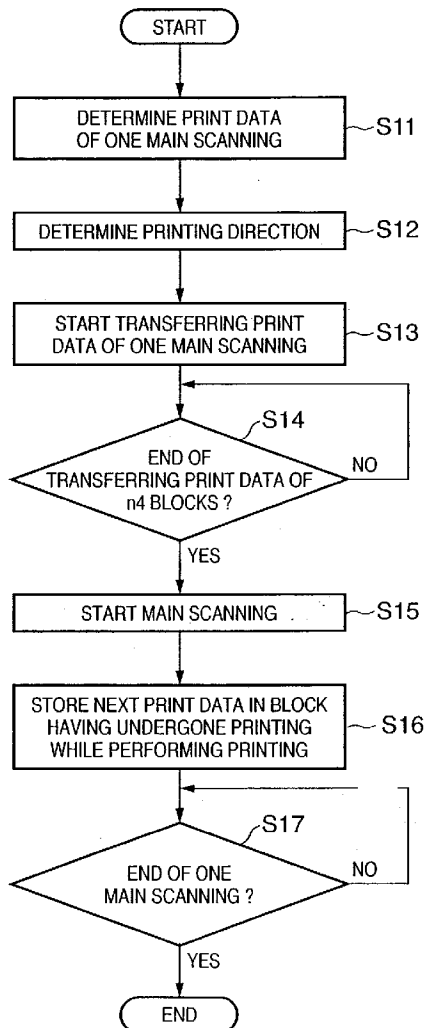 START
DETERMINE PRINT DATA
OF ONE MAIN SCANNING
S11
DETERMINE PRINTING DIRECTION
S12
START TRANSFERRING PRINT
DATA OF ONE MAIN SCANNING
S13
S14
END OF
TRANSFERRING PRINT DATA OF
n4 BLOCKS ?
NO
YES
START MAIN SCANNING
S15
STORE NEXT PRINT DATA IN BLOCK
HAVING UNDERGONE PRINTING
WHILE PERFORMING PRINTING
S16
S17
END OF ONE
MAIN SCANNING ?
NO
YES
END